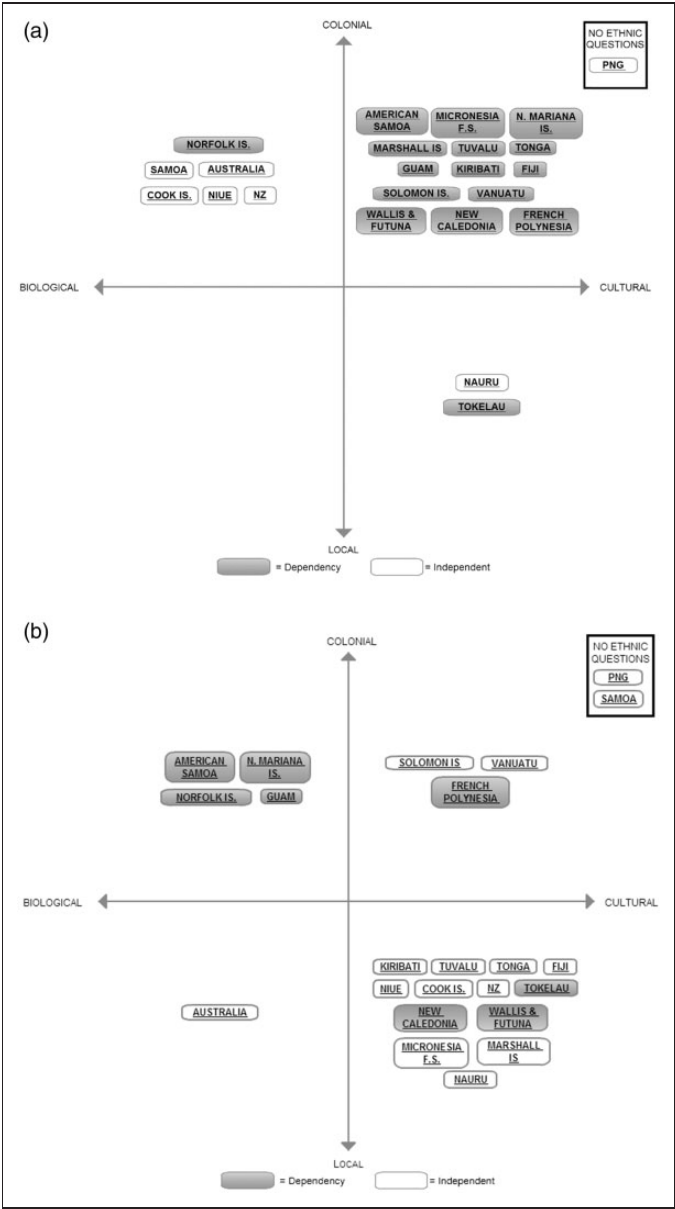 (a)
COLONIAL
NO ETHNIC
QUESTIONS
PNG
NORFOLK IS.
SAMOA AUSTRALIA
COOK IS. NIUE NZ
AMERICAN
SAMOA
MICRONESIA
F.S.
N. MARIANA
IS.
MARSHALL IS TUVALU TONGA
GUAM KIRIBATI FIJI
SOLOMON IS. VANUATU
WALLIS &
FUTUNA
NEW
CALEDONIA
FRENCH
POLYNESIA
BIOLOGICAL
CULTURAL
NAURU
TOKELAU
LOCAL
= Dependency = Independent
(b)
COLONIAL
NO ETHNIC
QUESTIONS
PNG
SAMOA
AMERICAN
SAMOA
N. MARIANA
IS.
NORFOLK IS. GUAM
SOLOMON IS VANUATU
FRENCH
POLYNESIA
BIOLOGICAL
CULTURAL
AUSTRALIA
KIRIBATI TUVALU TONGA FIJI
NIUE COOK IS. NZ TOKELAU
NEW
CALEDONIA
WALLIS &
FUTUNA
MICRONESIA
F.S.
MARSHALL
IS
NAURU
LOCAL
= Dependency = Independent